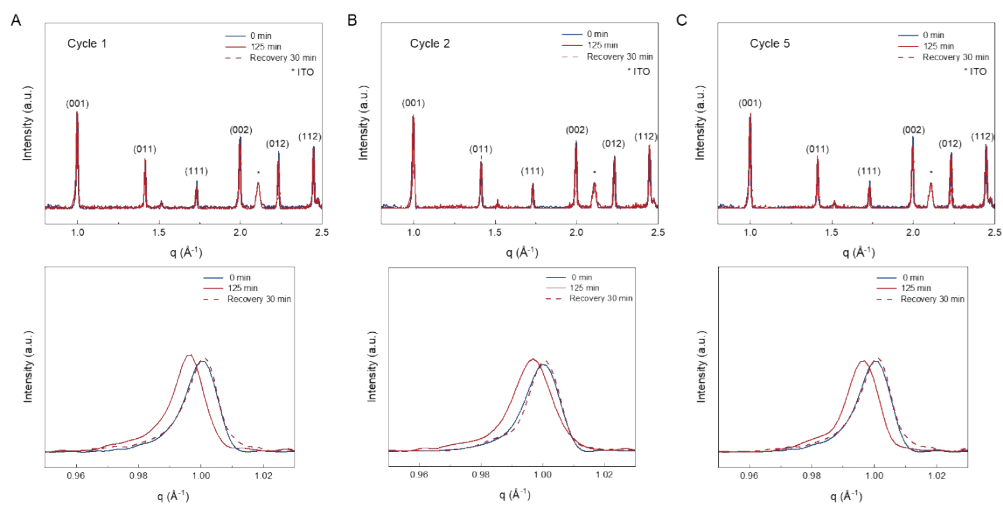 A
Cycle 1
0 min
125 min
Recovery 30 min
* ITO
(001)
(011)
(111)
(002)
*
(012)
(112)
Intensity (a.u.)
1.0
1.5
2.0
2.5
q (Å⁻¹)
B
Cycle 2
0 min
125 min
Recovery 30 min
* ITO
(001)
(011)
(111)
(002)
*
(012)
(112)
Intensity (a.u.)
1.0
1.5
2.0
2.5
q (Å⁻¹)
C
Cycle 5
0 min
125 min
Recovery 30 min
* ITO
(001)
(011)
(111)
(002)
*
(012)
(112)
Intensity (a.u.)
1.0
1.5
2.0
2.5
q (Å⁻¹)
0 min
125 min
Recovery 30 min
Intensity (a.u.)
0.96
0.98
1.00
1.02
q (Å⁻¹)
0 min
125 min
Recovery 30 min
Intensity (a.u.)
0.96
0.98
1.00
1.02
q (Å⁻¹)
0 min
125 min
Recovery 30 min
Intensity (a.u.)
0.96
0.98
1.00
1.02
q (Å⁻¹)